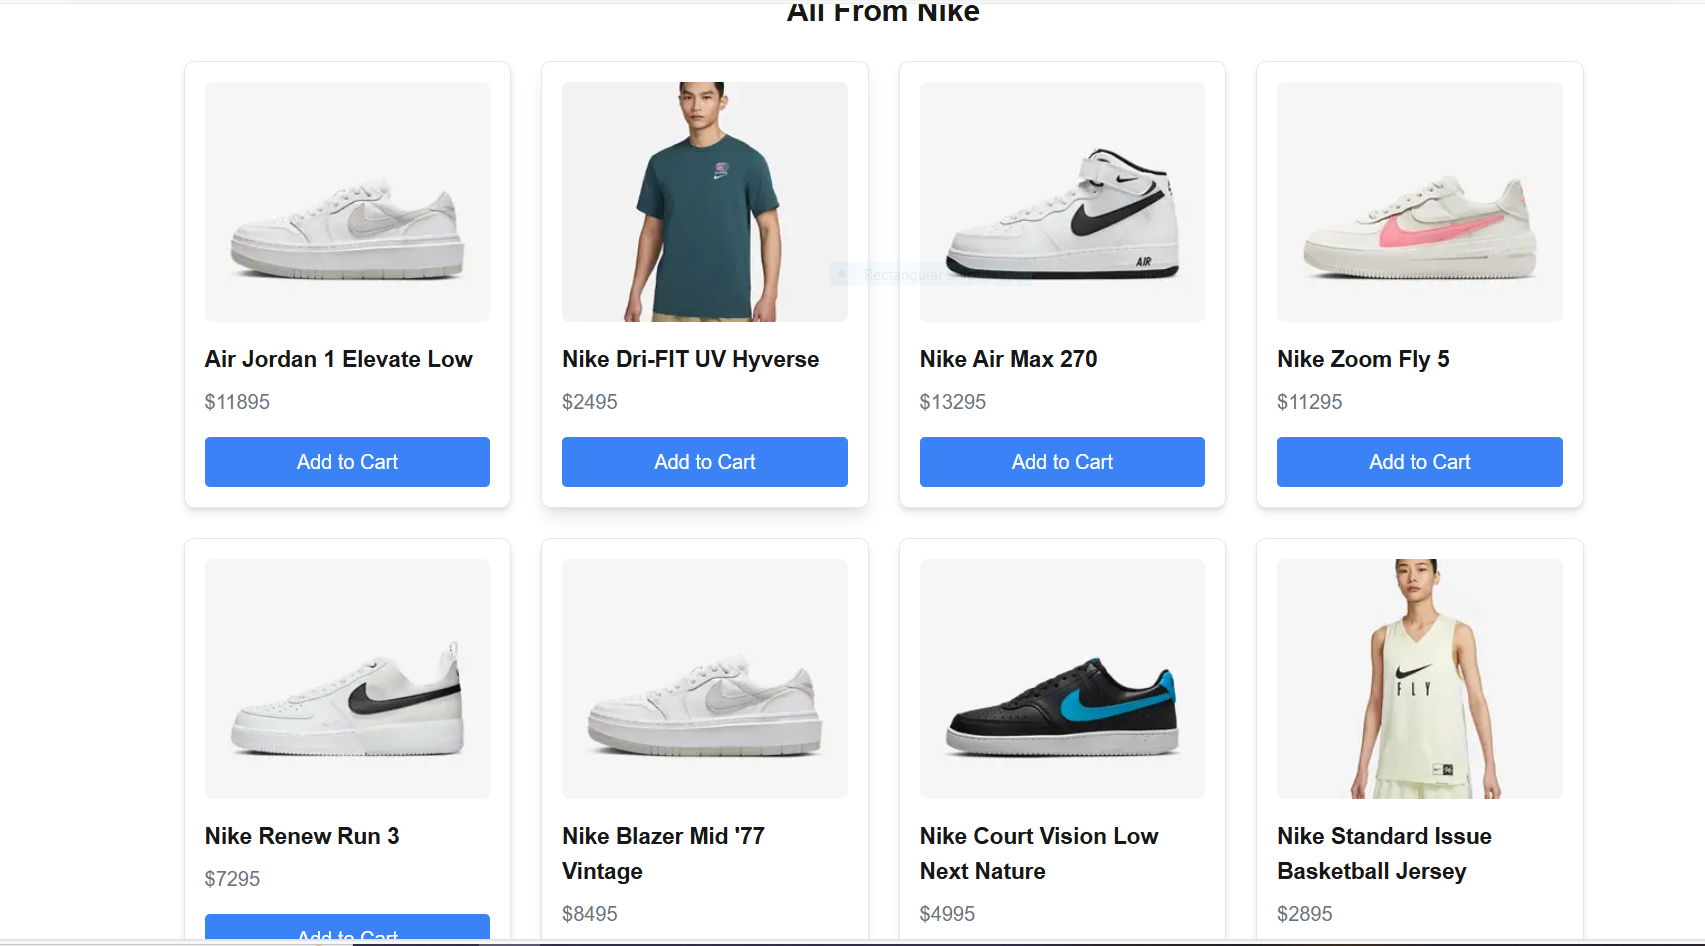 All From Nike
Rectangular
AIR
Air Jordan 1 Elevate Low
Nike Dri-FIT UV Hyverse
Nike Air Max 270
Nike Zoom Fly 5
$11895
$2495
$13295
$11295
Add to Cart
Add to Cart
Add to Cart
Add to Cart
FLY
Nike Renew Run 3
Nike Blazer Mid '77
Vintage
Nike Court Vision Low
Next Nature
Nike Standard Issue
Basketball Jersey
$7295
$8495
$4995
$2895
Add to Cart